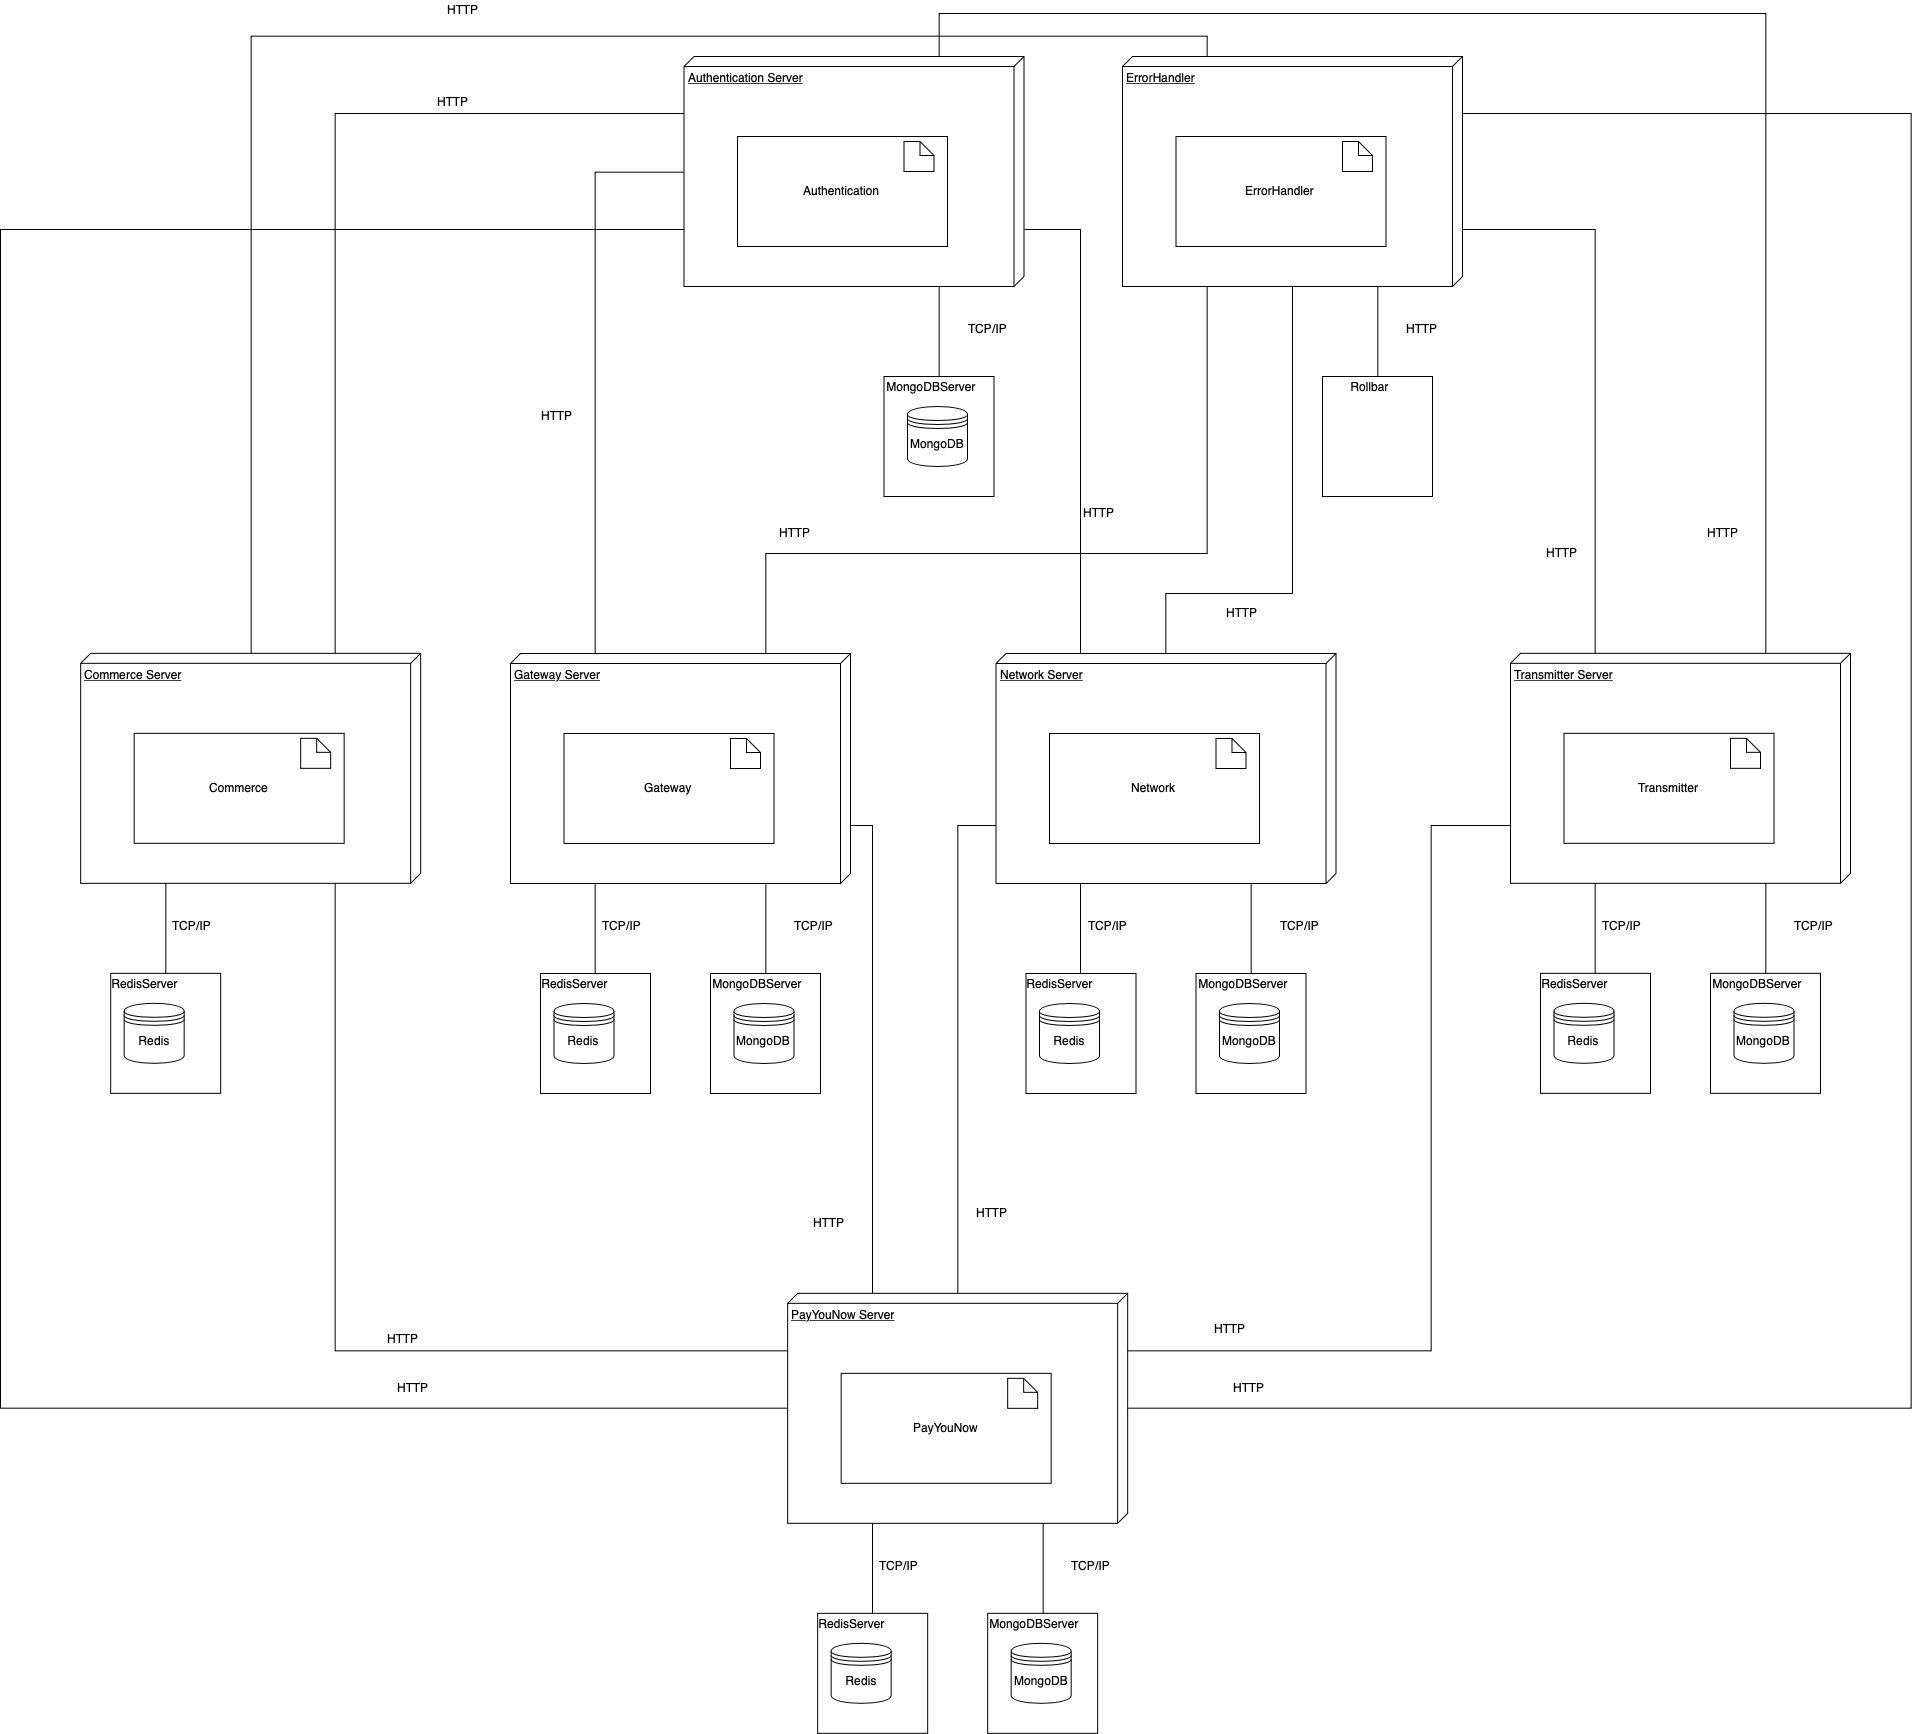 HTTP
Authentication Server
ErrorHandler
HTTP
Authentication
ErrorHandler
TCP/IP
HTTP
MongoDBServer
Rollbar
HTTP
MongoDB
HTTP
HTTP
HTTP
HTTP
HTTP
Commerce Server
Gateway Server
Network Server
Transmitter Server
Commerce
Gateway
Network
Transmitter
TCP/IP
TCP/IP
TCP/IP
TCP/IP
TCP/IP
TCP/IP
TCP/IP
RedisServer
RedisServer
MongoDBServer
RedisServer
MongoDBServer
RedisServer
MongoDBServer
Redis
Redis
MongoDB
Redis
MongoDB
Redis
MongoDB
HTTP
HTTP
PayYouNow Server
HTTP
HTTP
HTTP
HTTP
PayYouNow
TCP/IP
TCP/IP
RedisServer
MongoDBServer
Redis
MongoDB